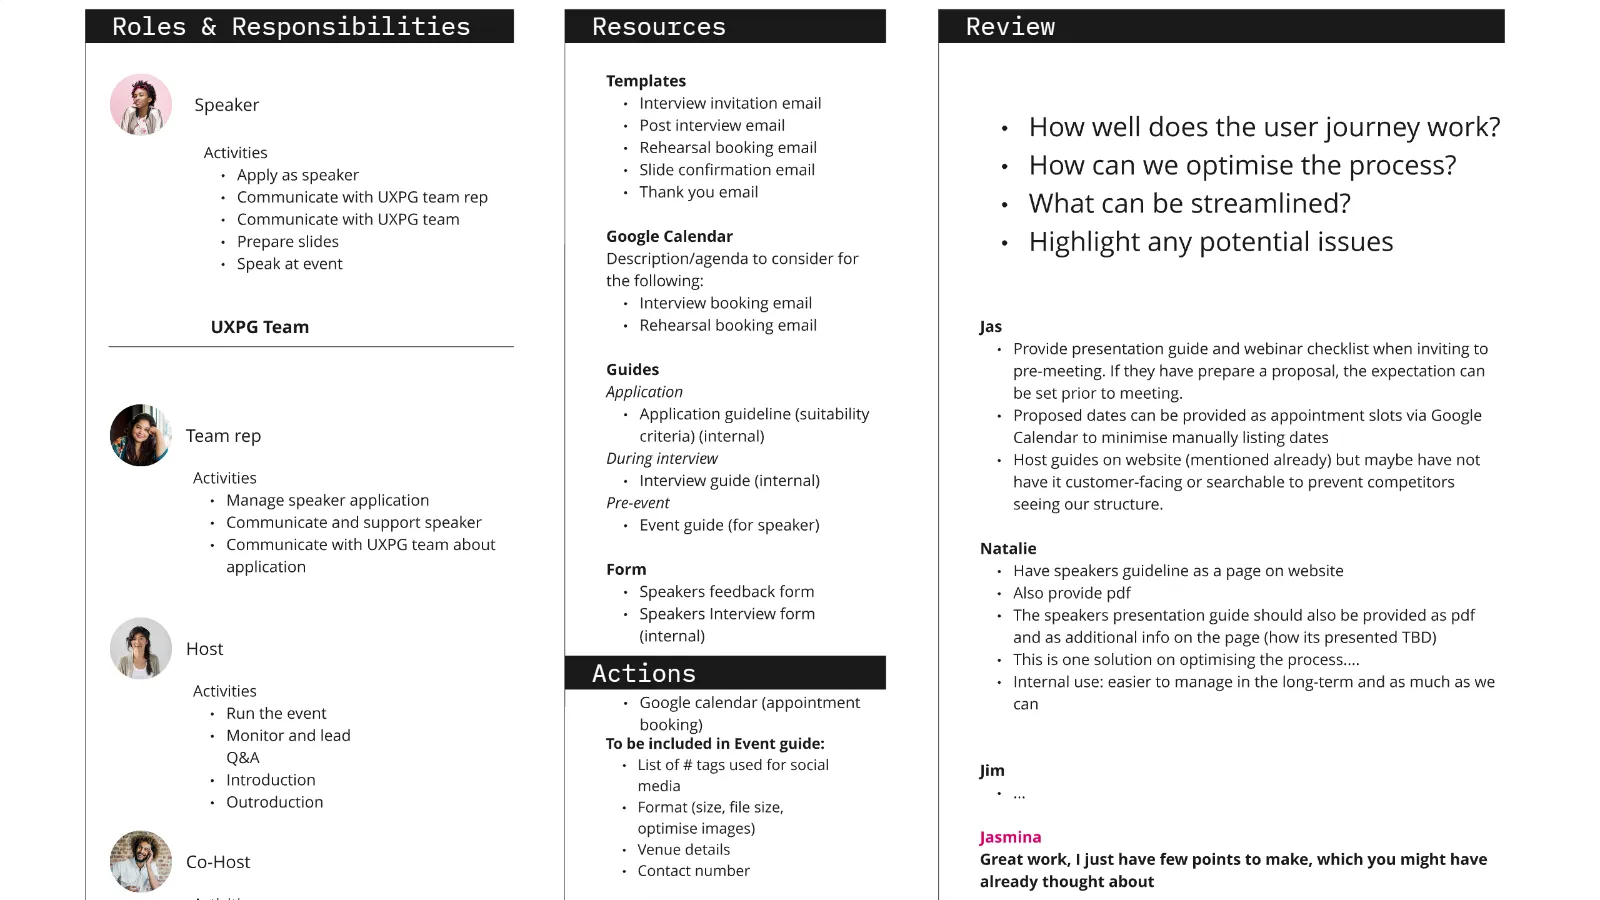 Roles & Responsibilities
Speaker
Activities
• Apply as speaker
• Communicate with UXPG team rep
• Communicate with UXPG team
• Prepare slides
• Speak at event
UXPG Team
Team rep
Activities
• Manage speaker application
• Communicate and support speaker
• Communicate with UXPG team about
application
Host
Activities
• Run the event
• Monitor and lead
Q&A
• Introduction
• Outroduction
Co-Host
Resources
Templates
• Interview invitation email
• Post interview email
• Rehearsal booking email
• Slide confirmation email
• Thank you email
Google Calendar
Description/agenda to consider for
the following:
• Interview booking email
• Rehearsal booking email
Guides
Application
• Application guideline (suitability
criteria) (internal)
During interview
• Interview guide (internal)
Pre-event
• Event guide (for speaker)
Form
• Speakers feedback form
• Speakers Interview form
(internal)
Actions
• Google calendar (appointment
booking)
To be included in Event guide:
• List of # tags used for social
media
• Format (size, file size,
optimise images)
• Venue details
• Contact number
Review
• How well does the user journey work?
• How can we optimise the process?
• What can be streamlined?
• Highlight any potential issues
Jas
• Provide presentation guide and webinar checklist when inviting to
pre-meeting. If they have prepare a proposal, the expectation can
be set prior to meeting.
• Proposed dates can be provided as appointment slots via Google
Calendar to minimise manually listing dates
• Host guides on website (mentioned already) but maybe have not
have it customer-facing or searchable to prevent competitors
seeing our structure.
Natalie
• Have speakers guideline as a page on website
• Also provide pdf
• The speakers presentation guide should also be provided as pdf
and as additional info on the page (how its presented TBD)
• This is one solution on optimising the process....
• Internal use: easier to manage in the long-term and as much as we
can
Jim
• ...
Jasmina
Great work, I just have few points to make, which you might have
already thought about